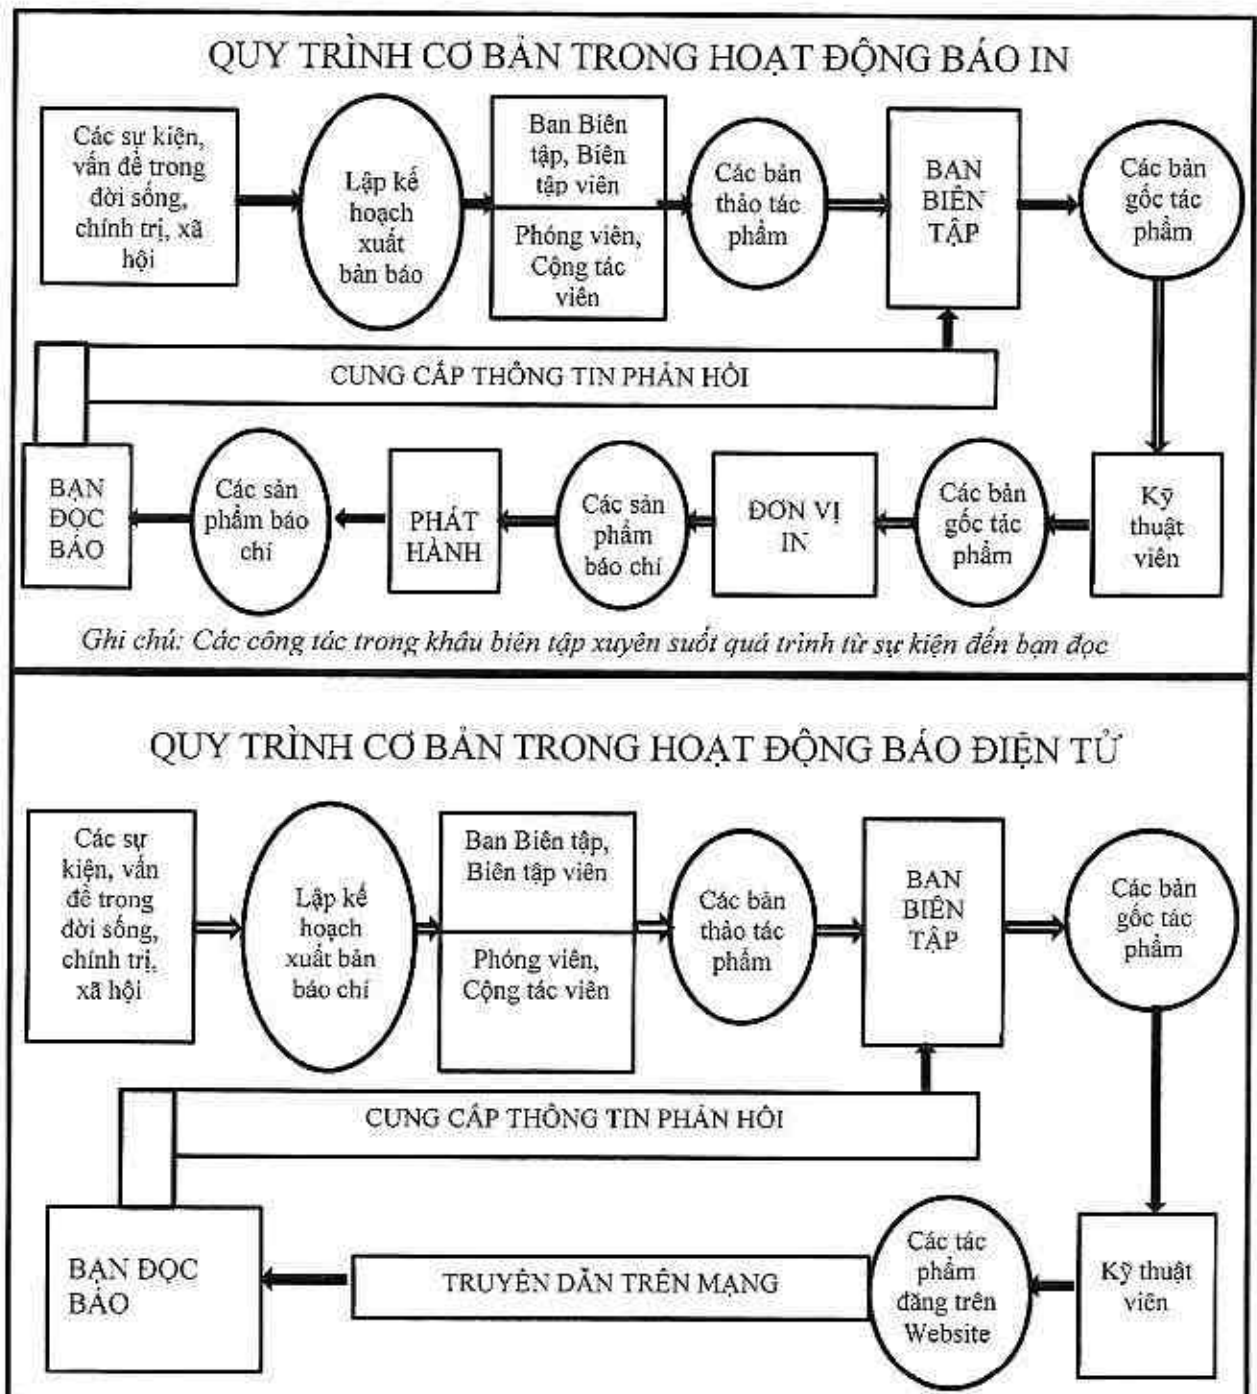 QUY TRÌNH CƠ BẢN TRONG HOẠT ĐỘNG BÁO IN
Các sự kiện,
vấn đề trong
đời sống,
chính trị, xã
hội
Lập kế
hoạch
xuất
bản báo
Ban Biên
tập, Biên
tập viên
Phóng viên,
Cộng tác
viên
Các bản
thảo tác
phẩm
BAN
BIÊN
TẬP
Các bản
gốc tác
phẩm
CUNG CẤP THÔNG TIN PHẢN HỒI
BẠN
ĐỌC
BÁO
Các sản
phẩm báo
chí
PHÁT
HÀNH
Các sản
phẩm
báo chí
ĐƠN VỊ
IN
Các bản
gốc tác
phẩm
Kỹ
thuật
viên
Ghi chú: Các công tác trong khâu biên tập xuyên suốt quá trình từ sự kiện đến bạn đọc
QUY TRÌNH CƠ BẢN TRONG HOẠT ĐỘNG BÁO ĐIỆN TỬ
Các sự
kiện, vấn
đề trong
đời sống,
chính trị,
xã hội
Lập kế
hoạch
xuất bản
báo chí
Ban Biên tập,
Biên tập viên
Phóng viên,
Cộng tác viên
Các bản
thảo tác
phẩm
BAN
BIÊN
TẬP
Các bản
gốc tác
phẩm
CUNG CẤP THÔNG TIN PHẢN HỒI
BẠN ĐỌC
BÁO
TRUYỀN DẪN TRÊN MẠNG
Các tác
phẩm
đăng trên
Website
Kỹ thuật
viên